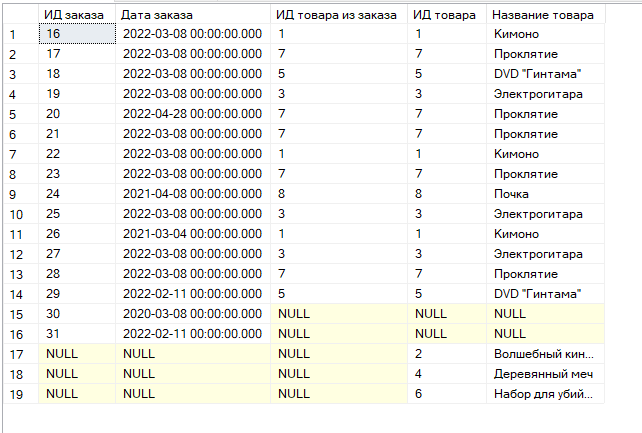 ИД заказа Дата заказа ИД товара из заказа ИД товара Название товара
1 16 2022-03-08 00:00:00.000 1 1 Кимоно
2 17 2022-03-08 00:00:00.000 7 7 Проклятие
3 18 2022-03-08 00:00:00.000 5 5 DVD "Гинтама"
4 19 2022-03-08 00:00:00.000 3 3 Электрогитара
5 20 2022-04-28 00:00:00.000 7 7 Проклятие
6 21 2022-03-08 00:00:00.000 7 7 Проклятие
7 22 2022-03-08 00:00:00.000 1 1 Кимоно
8 23 2022-03-08 00:00:00.000 7 7 Проклятие
9 24 2021-04-08 00:00:00.000 8 8 Почка
10 25 2022-03-08 00:00:00.000 3 3 Электрогитара
11 26 2021-03-04 00:00:00.000 1 1 Кимоно
12 27 2022-03-08 00:00:00.000 3 3 Электрогитара
13 28 2022-03-08 00:00:00.000 7 7 Проклятие
14 29 2022-02-11 00:00:00.000 5 5 DVD "Гинтама"
15 30 2020-03-08 00:00:00.000 NULL NULL NULL
16 31 2022-02-11 00:00:00.000 NULL NULL NULL
17 NULL NULL NULL 2 Волшебный кин...
18 NULL NULL NULL 4 Деревянный меч
19 NULL NULL NULL 6 Набор для убий...